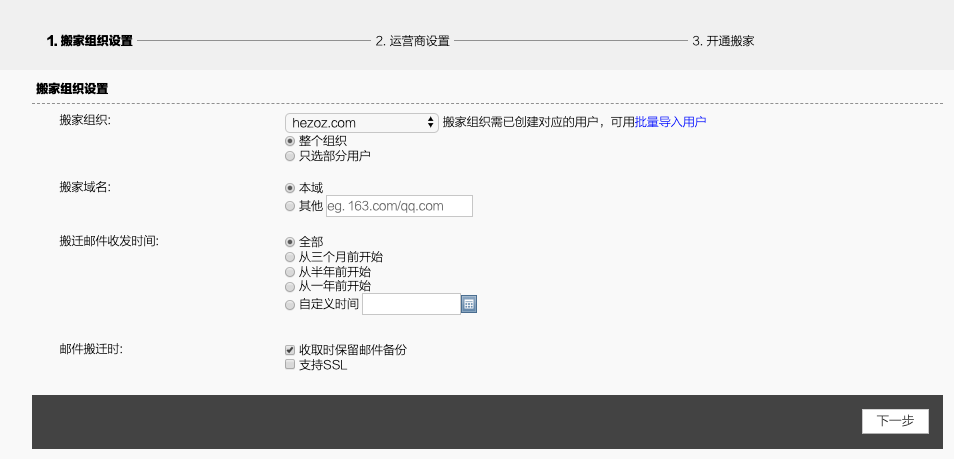 1. 搬家组织设置 2. 运营商设置 3. 开通搬家
搬家组织设置
搬家组织: hezoz.com 搬家组织需已创建对应的用户，可用批量导入用户
整个组织
只选部分用户
搬家域名: 本域
其他 eg. 163.com/qq.com
搬迁邮件收发时间: 全部
从三个月前开始
从半年前开始
从一年前开始
自定义时间
邮件搬迁时: 收取时保留邮件备份
支持SSL
下一步